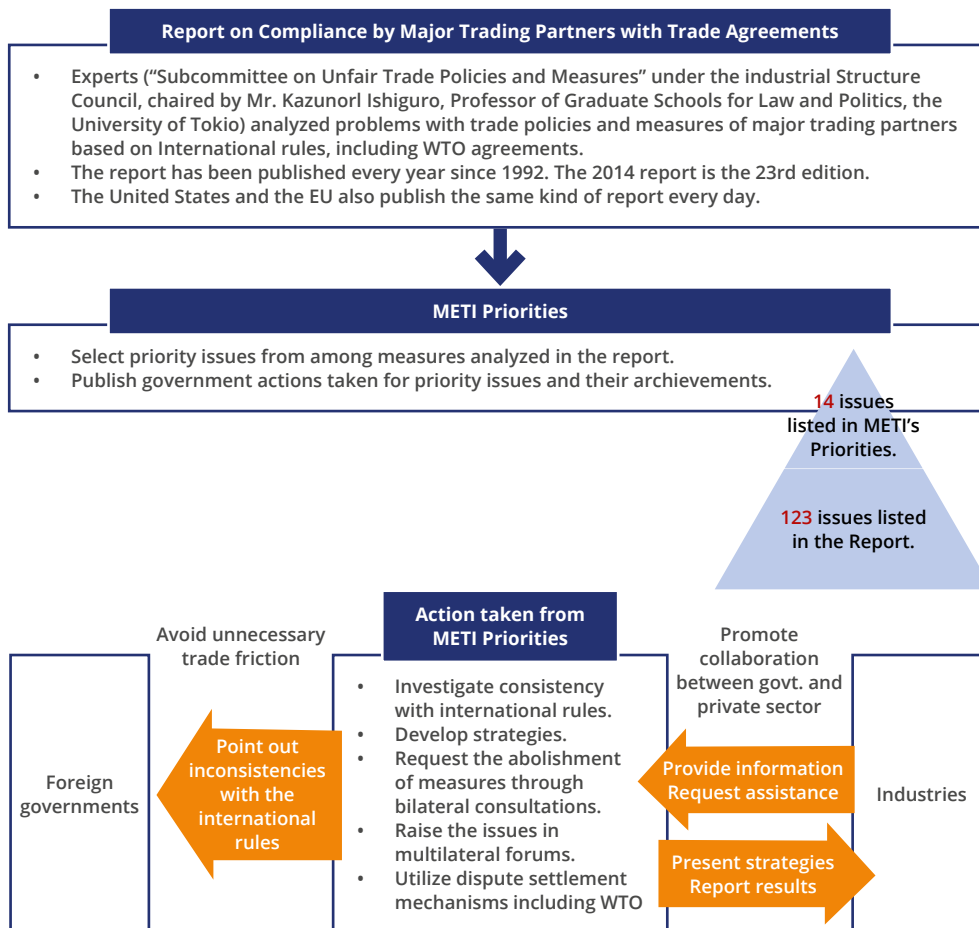 Report on Compliance by Major Trading Partners with Trade Agreements
• Experts (“Subcommittee on Unfair Trade Policies and Measures” under the industrial Structure
Council, chaired by Mr. Kazunorl Ishiguro, Professor of Graduate Schools for Law and Politics, the
University of Tokio) analyzed problems with trade policies and measures of major trading partners
based on International rules, including WTO agreements.
• The report has been published every year since 1992. The 2014 report is the 23rd edition.
• The United States and the EU also publish the same kind of report every day.
METI Priorities
• Select priority issues from among measures analyzed in the report.
• Publish government actions taken for priority issues and their archievements.
14 issues
listed in METI’s
Priorities.
123 issues listed
in the Report.
Avoid unnecessary
trade friction
Action taken from
METI Priorities
Promote
collaboration
between govt. and
private sector
Foreign
governments
Point out
inconsistencies
with the
international
rules
• Investigate consistency
with international rules.
• Develop strategies.
• Request the abolishment
of measures through
bilateral consultations.
• Raise the issues in
multilateral forums.
• Utilize dispute settlement
mechanisms including WTO
Provide information
Request assistance
Present strategies
Report results
Industries